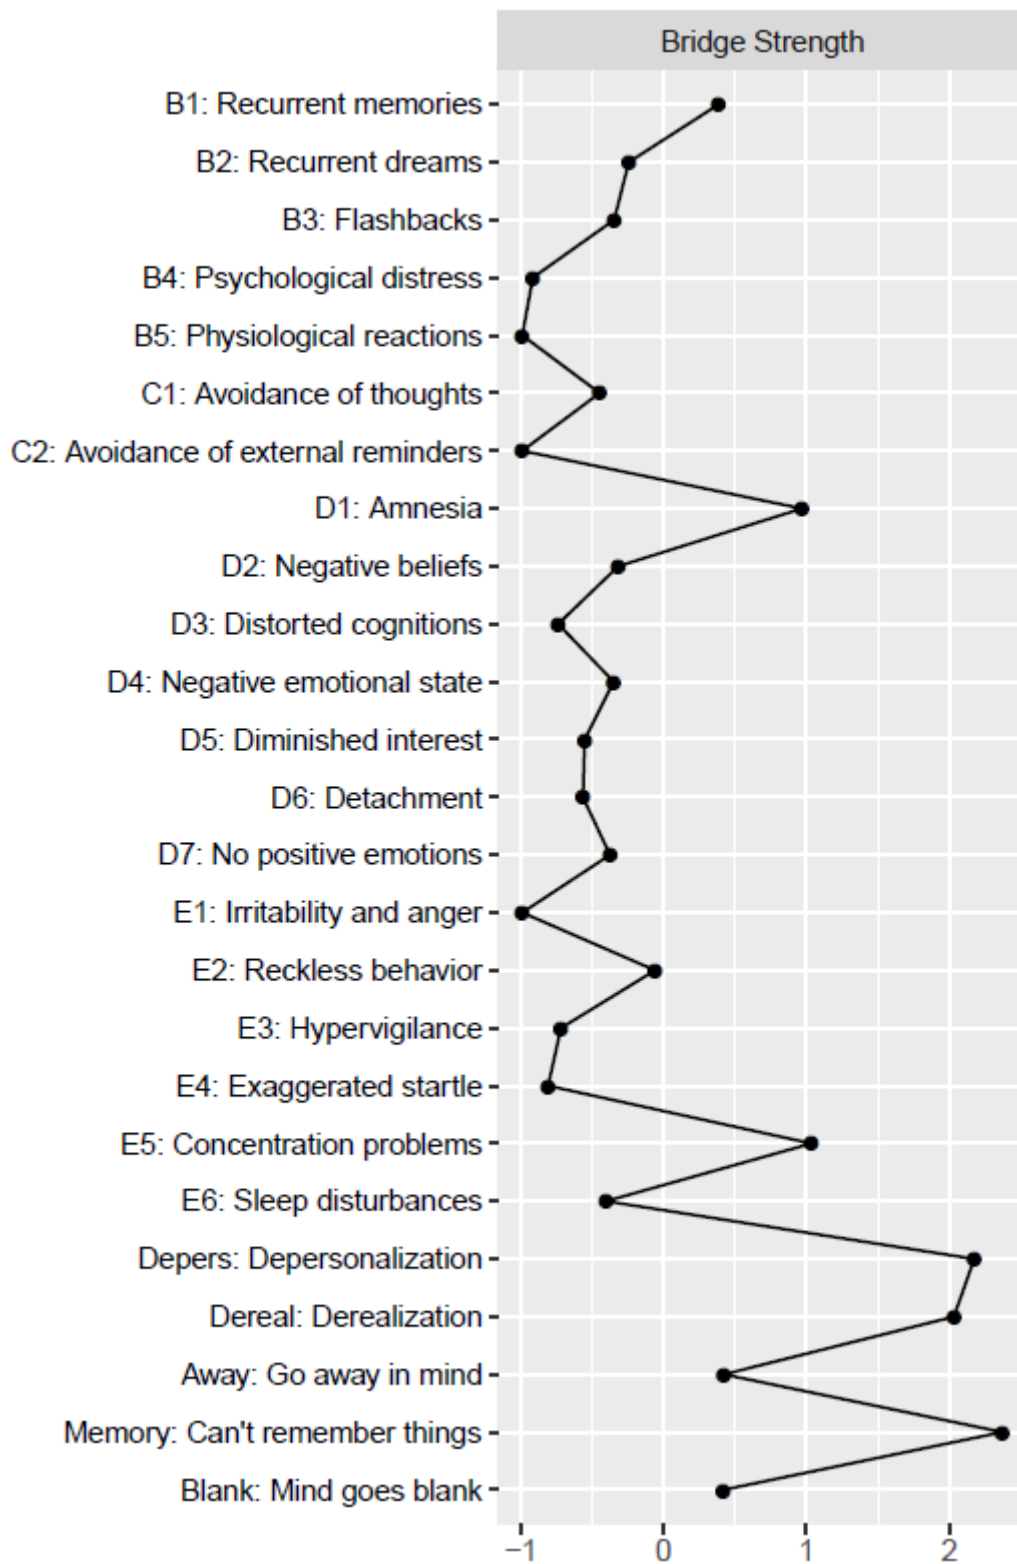 Bridge Strength
B1: Recurrent memories
B2: Recurrent dreams
B3: Flashbacks
B4: Psychological distress
B5: Physiological reactions
C1: Avoidance of thoughts
C2: Avoidance of external reminders
D1: Amnesia
D2: Negative beliefs
D3: Distorted cognitions
D4: Negative emotional state
D5: Diminished interest
D6: Detachment
D7: No positive emotions
E1: Irritability and anger
E2: Reckless behavior
E3: Hypervigilance
E4: Exaggerated startle
E5: Concentration problems
E6: Sleep disturbances
Depers: Depersonalization
Dereal: Derealization
Away: Go away in mind
Memory: Can't remember things
Blank: Mind goes blank
−1 0 1 2